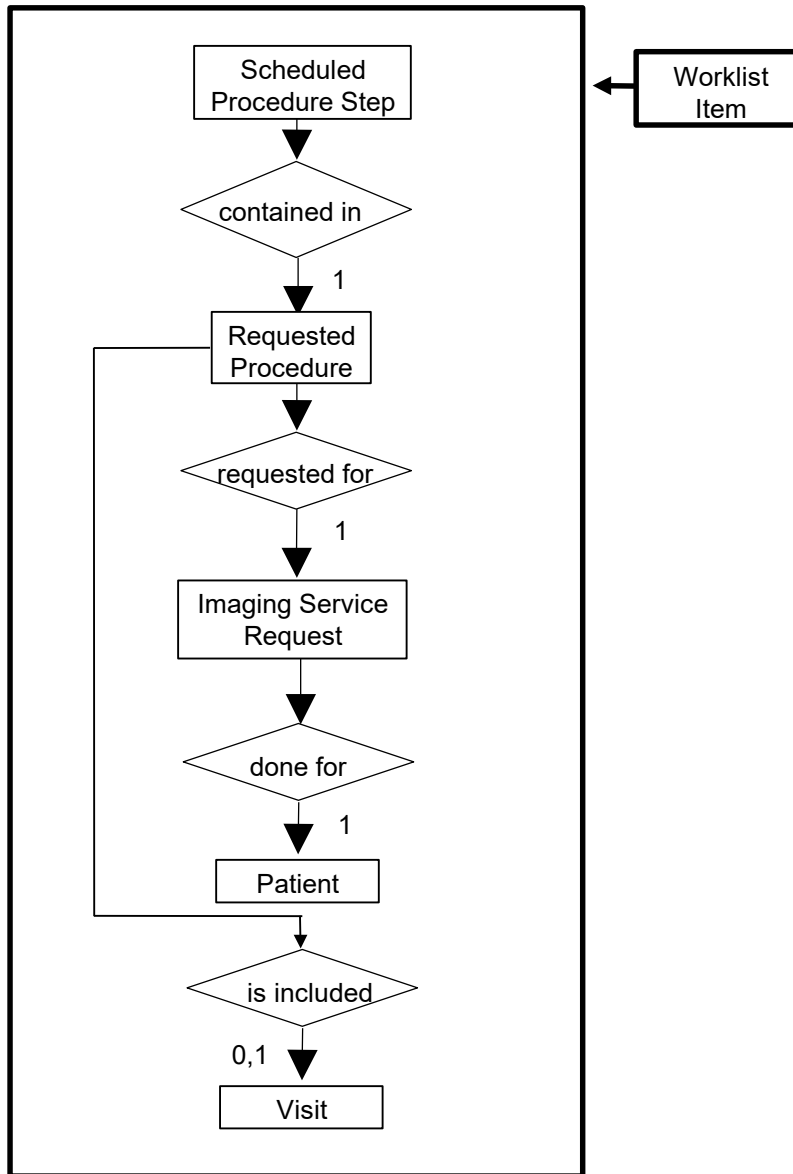 Scheduled
Procedure Step
Worklist
Item
contained in
1
Requested
Procedure
requested for
1
Imaging Service
Request
done for
1
Patient
is included
0,1
Visit